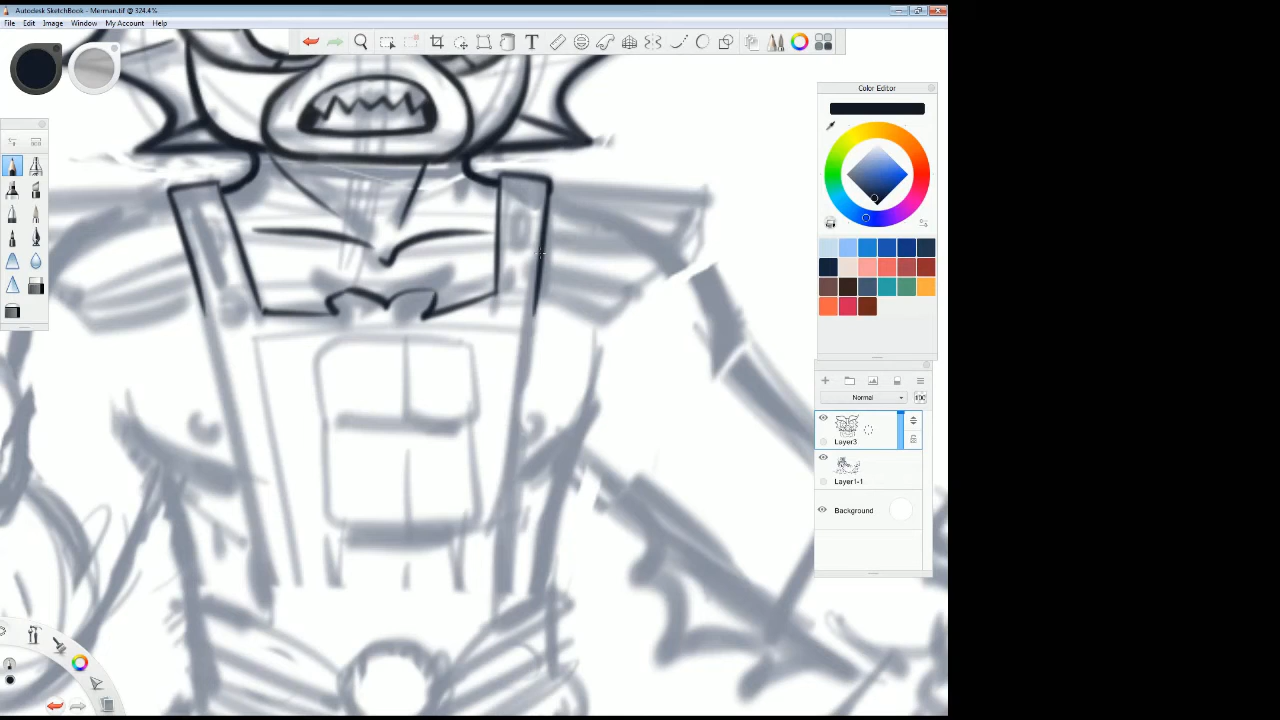 Autodesk SketchBook - Merman.tif @ 324.4%
File Edit Image Window My Account Help
T
Color Editor
Normal
100
Layer3
Layer1-1
Background